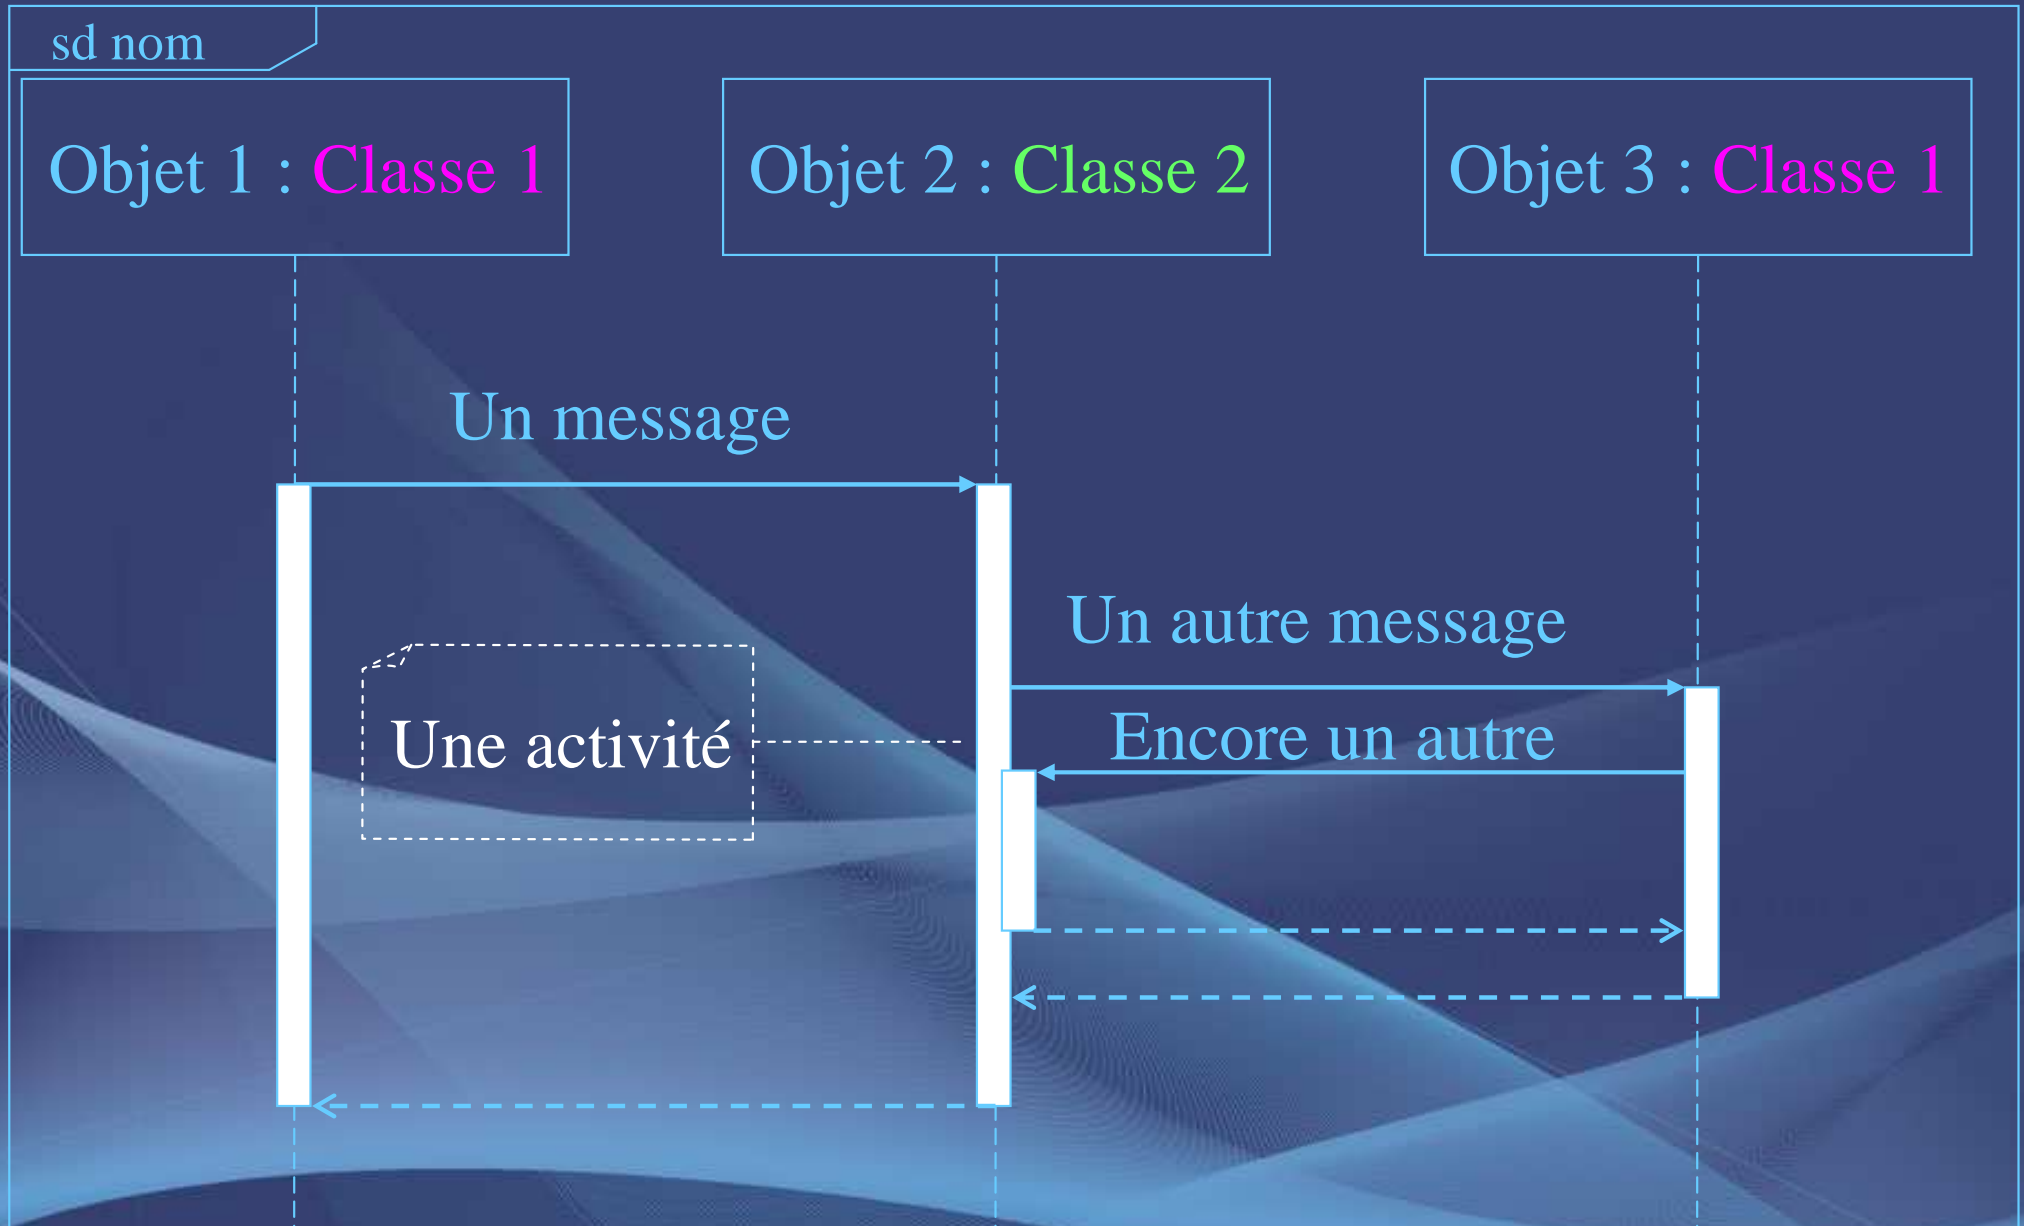 sd nom
Objet 1 : Classe 1
Objet 2 : Classe 2
Objet 3 : Classe 1
Un message
Un autre message
Une activité
Encore un autre